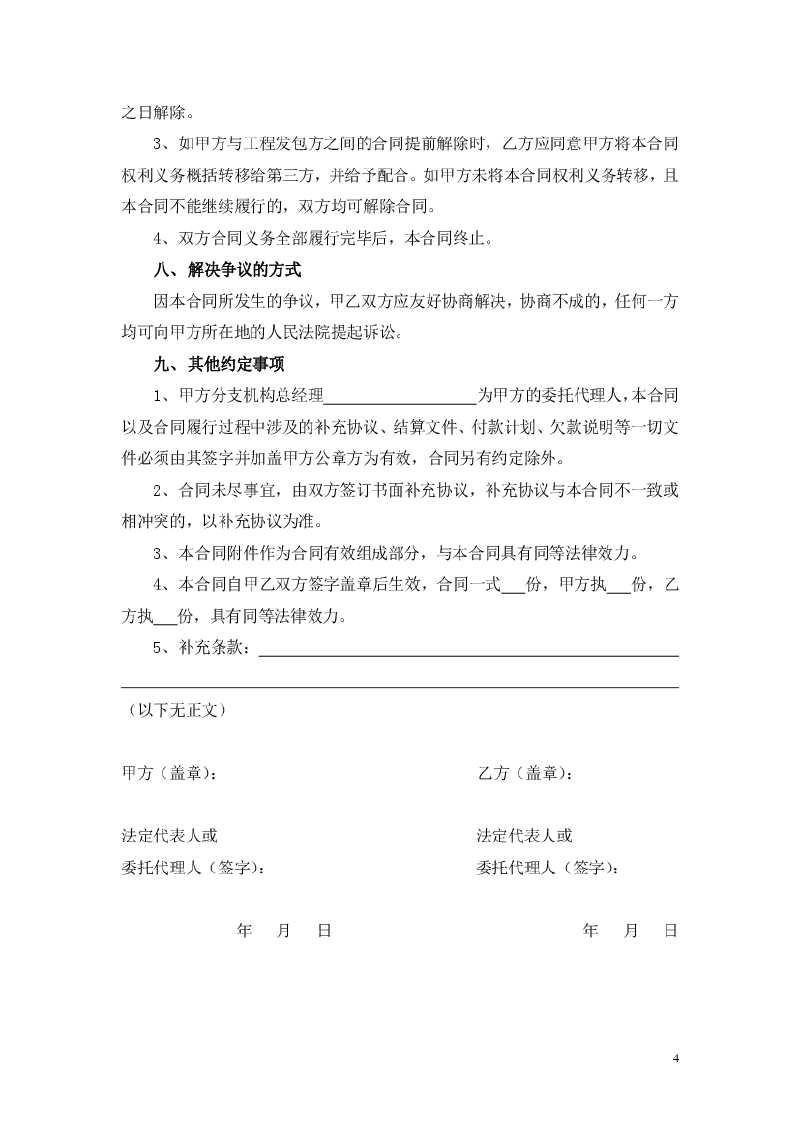 之日解除。
3、如甲方与工程发包方之间的合同提前解除时，乙方应同意甲方将本合同
权利义务概括转移给第三方，并给予配合。如甲方未将本合同权利义务转移，且
本合同不能继续履行的，双方均可解除合同。
4、双方合同义务全部履行完毕后，本合同终止。
八、解决争议的方式
因本合同所发生的争议，甲乙双方应友好协商解决，协商不成的，任何一方
均可向甲方所在地的人民法院提起诉讼。
九、其他约定事项
1、甲方分支机构总经理____________________为甲方的委托代理人，本合同
以及合同履行过程中涉及的补充协议、结算文件、付款计划、欠款说明等一切文
件必须由其签字并加盖甲方公章方为有效，合同另有约定除外。
2、合同未尽事宜，由双方签订书面补充协议，补充协议与本合同不一致或
相冲突的，以补充协议为准。
3、本合同附件作为合同有效组成部分，与本合同具有同等法律效力。
4、本合同自甲乙双方签字盖章后生效，合同一式___份，甲方执___份，乙
方执___份，具有同等法律效力。
5、补充条款：
（以下无正文）
甲方（盖章）： 乙方（盖章）：
法定代表人或 法定代表人或
委托代理人（签字）： 委托代理人（签字）：
年 月 日 年 月 日
4